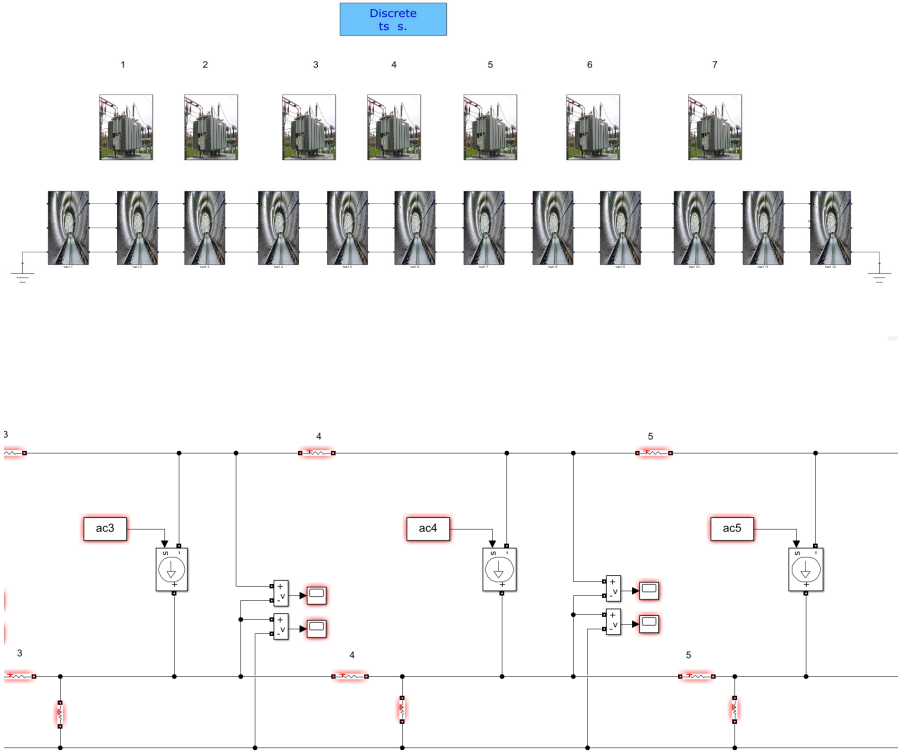 Discrete
ts s.
1 2 3 4 5 6 7
3 4 5
ac3 ac4 ac5
s - s - s -
+ + +
+ +
- v - v
+ +
- v - v
3 4 5